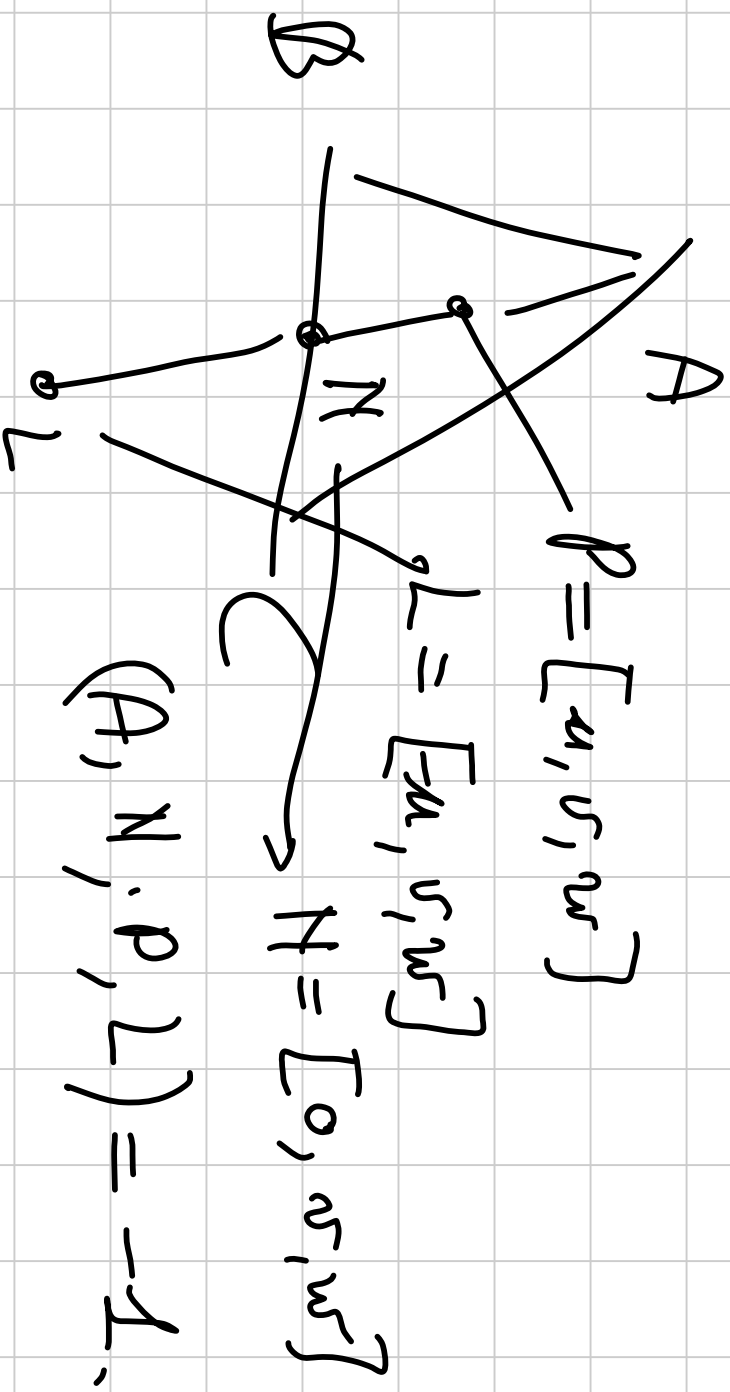 A
B
N
C
L
P = [u, v, w]
L = [-u, v, w]
N = [0, v, w]
(A, N; P, L) = -1.